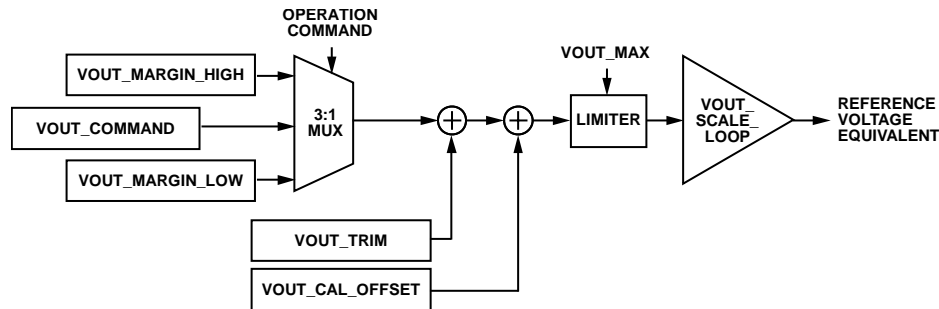 OPERATION
COMMAND
VOUT_MARGIN_HIGH
VOUT_COMMAND
VOUT_MARGIN_LOW
3:1
MUX
VOUT_TRIM
VOUT_CAL_OFFSET
+
+
VOUT_MAX
LIMITER
VOUT_
SCALE_
LOOP
REFERENCE
VOLTAGE
EQUIVALENT